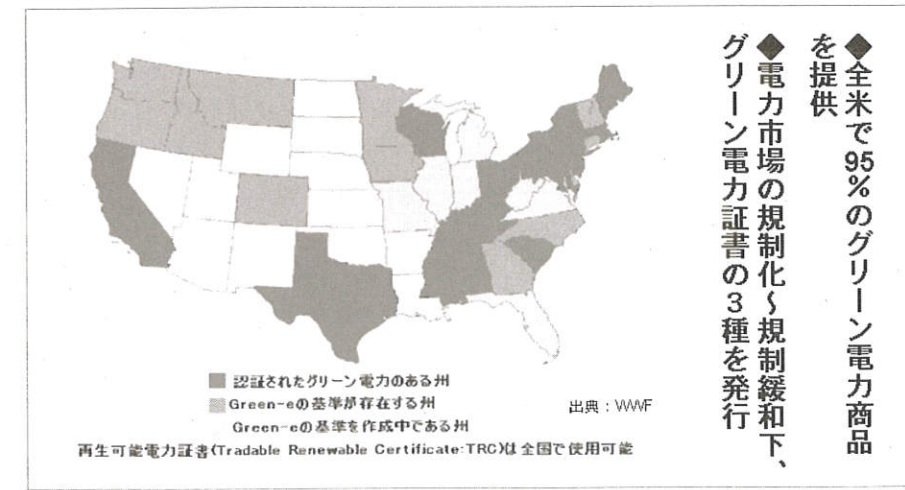 ◆全米で95%のグリーン電力商品
を提供
◆電力市場の規制化～規制緩和下、
グリーン電力証書の3種を発行
認証されたグリーン電力のある州
Green-eの基準が存在する州
Green-eの基準を作成中である州
出典：WWF
再生可能電力証書(Tradable Renewable Certificate:TRC)は全国で使用可能